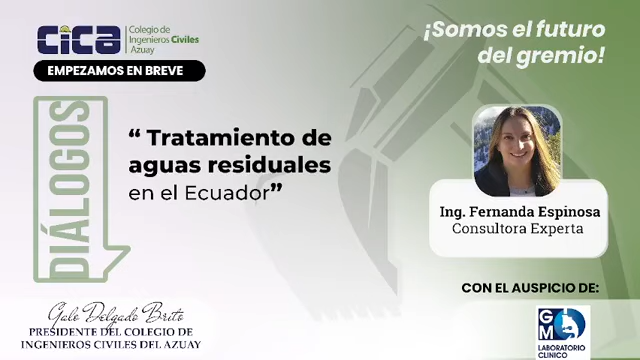 CICA
Colegio de
Ingenieros Civiles
Azuay
EMPEZAMOS EN BREVE
¡Somos el futuro
del gremio!
DIÁLOGOS
“ Tratamiento de
aguas residuales
en el Ecuador”
Ing. Fernanda Espinosa
Consultora Experta
CON EL AUSPICIO DE:
Galo Delgado Brito
PRESIDENTE DEL COLEGIO DE
INGENIEROS CIVILES DEL AZUAY
GM
LABORATORIO
CLÍNICO